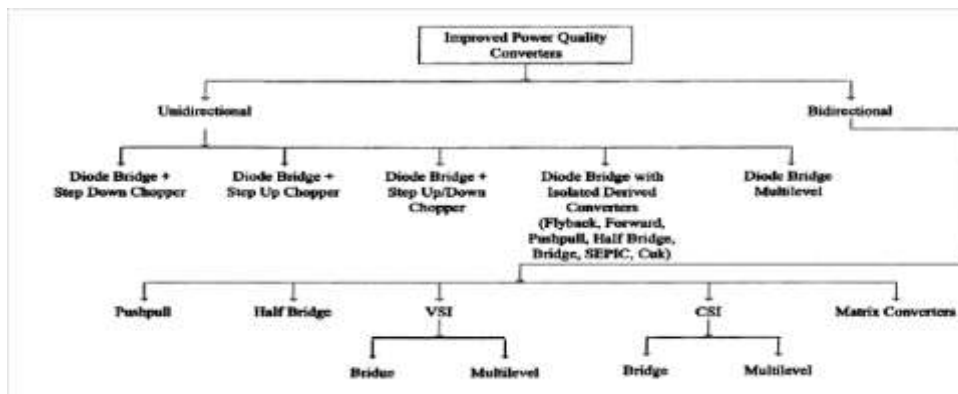 Improved Power Quality
Converters
Unidirectional
Bidirectional
Diode Bridge +
Step Down Chopper
Diode Bridge +
Step Up Chopper
Diode Bridge +
Step Up/Down
Chopper
Diode Bridge with
Isolated Derived
Converters
(Flyback, Forward,
Pushpull, Half Bridge,
Bridge, SEPIC, Cuk)
Diode Bridge
Multilevel
Pushpull
Half Bridge
VSI
CSI
Matrix Converters
Bridge
Multilevel
Bridge
Multilevel